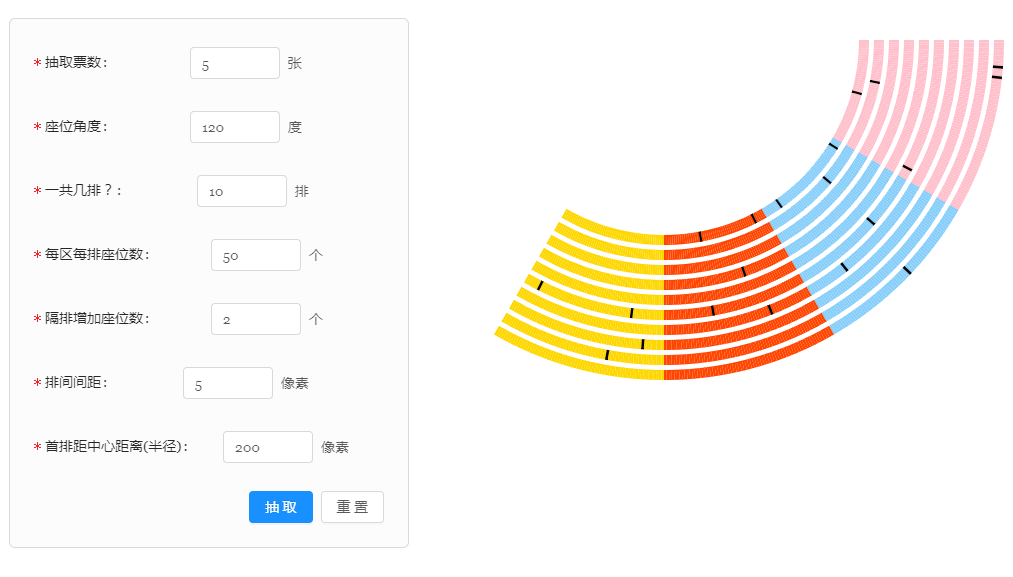 * 抽取票数: 5 张
* 座位角度: 120 度
* 一共几排？: 10 排
* 每区每排座位数: 50 个
* 隔排增加座位数: 2 个
* 排间间距: 5 像素
* 首排距中心距离(半径): 200 像素
抽 取 重 置